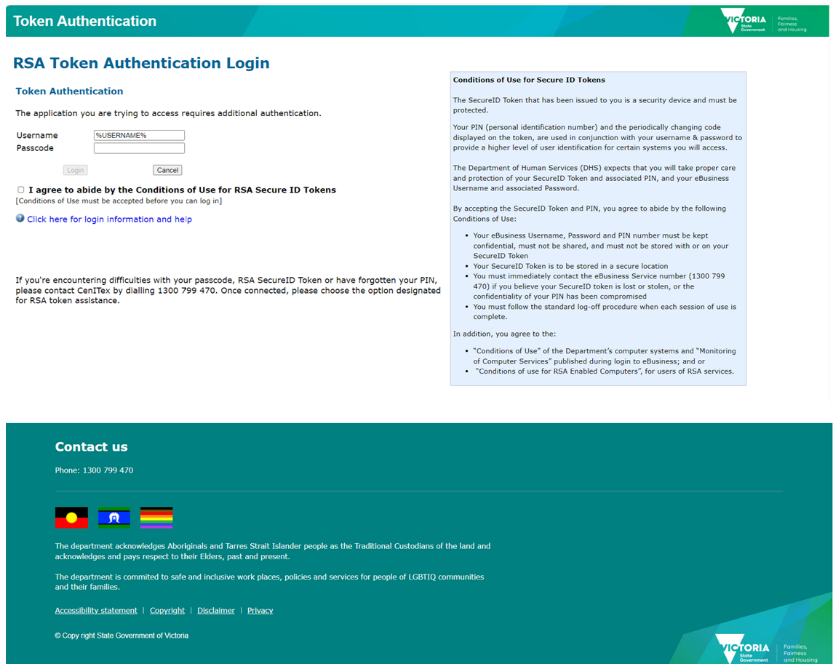 Token Authentication
VICTORIA
State
Government
Families,
Fairness
and Housing
RSA Token Authentication Login
Token Authentication
The application you are trying to access requires additional authentication.
Username %USERNAME%
Passcode
Login Cancel
I agree to abide by the Conditions of Use for RSA Secure ID Tokens
[Conditions of Use must be accepted before you can log in]
Click here for login information and help
If you're encountering difficulties with your passcode, RSA SecureID Token or have forgotten your PIN,
please contact CenITex by dialling 1300 799 470. Once connected, please choose the option designated
for RSA token assistance.
Conditions of Use for Secure ID Tokens
The SecureID Token that has been issued to you is a security device and must be
protected.
Your PIN (personal identification number) and the periodically changing code
displayed on the token, are used in conjunction with your username & password to
provide a higher level of user identification for certain systems you will access.
The Department of Human Services (DHS) expects that you will take proper care
and protection of your SecureID Token and associated PIN, and your eBusiness
Username and associated Password.
By accepting the SecureID Token and PIN, you agree to abide by the following
Conditions of Use:
• Your eBusiness Username, Password and PIN number must be kept
confidential, must not be shared, and must not be stored with or on your
SecureID Token
• Your SecureID Token is to be stored in a secure location
• You must immediately contact the eBusiness Service number (1300 799
470) if you believe your SecureID token is lost or stolen, or the
confidentiality of your PIN has been compromised
• You must follow the standard log-off procedure when each session of use is
complete.
In addition, you agree to the:
• "Conditions of Use" of the Department's computer systems and "Monitoring
of Computer Services" published during login to eBusiness; and or
• "Conditions of use for RSA Enabled Computers", for users of RSA services.
Contact us
Phone: 1300 799 470
The department acknowledges Aboriginals and Tarres Strait Islander people as the Traditional Custodians of the land and
acknowledges and pays respect to their Elders, past and present.
The department is commited to safe and inclusive work places, policies and services for people of LGBTIQ communities
and their families.
Accessibility statement | Copyright | Disclaimer | Privacy
© Copy right State Government of Victoria
VICTORIA
State
Government
Families,
Fairness
and Housing